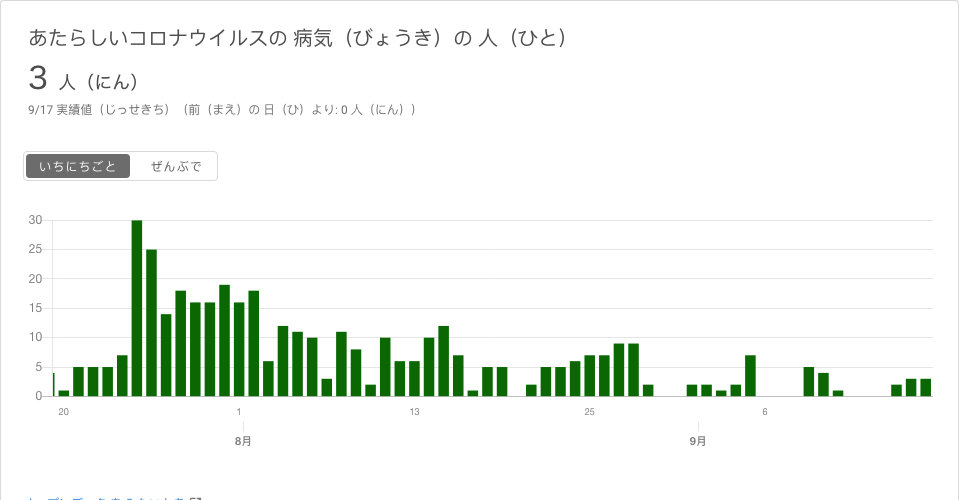 あたらしいコロナウイルスの 病気（びょうき）の 人（ひと）
3 人（にん）
9/17 実績値（じっせきち）（前（まえ）の 日（ひ）より: 0 人（にん））
いちにちごと ぜんぶで
30
25
20
15
10
5
0
20 1 13 25 6
8月 9月